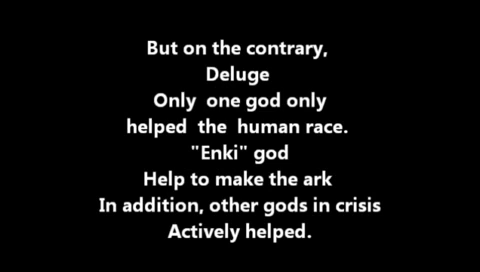 But on the contrary,
Deluge
Only one god only
helped the human race.
"Enki" god
Help to make the ark
In addition, other gods in crisis
Actively helped.